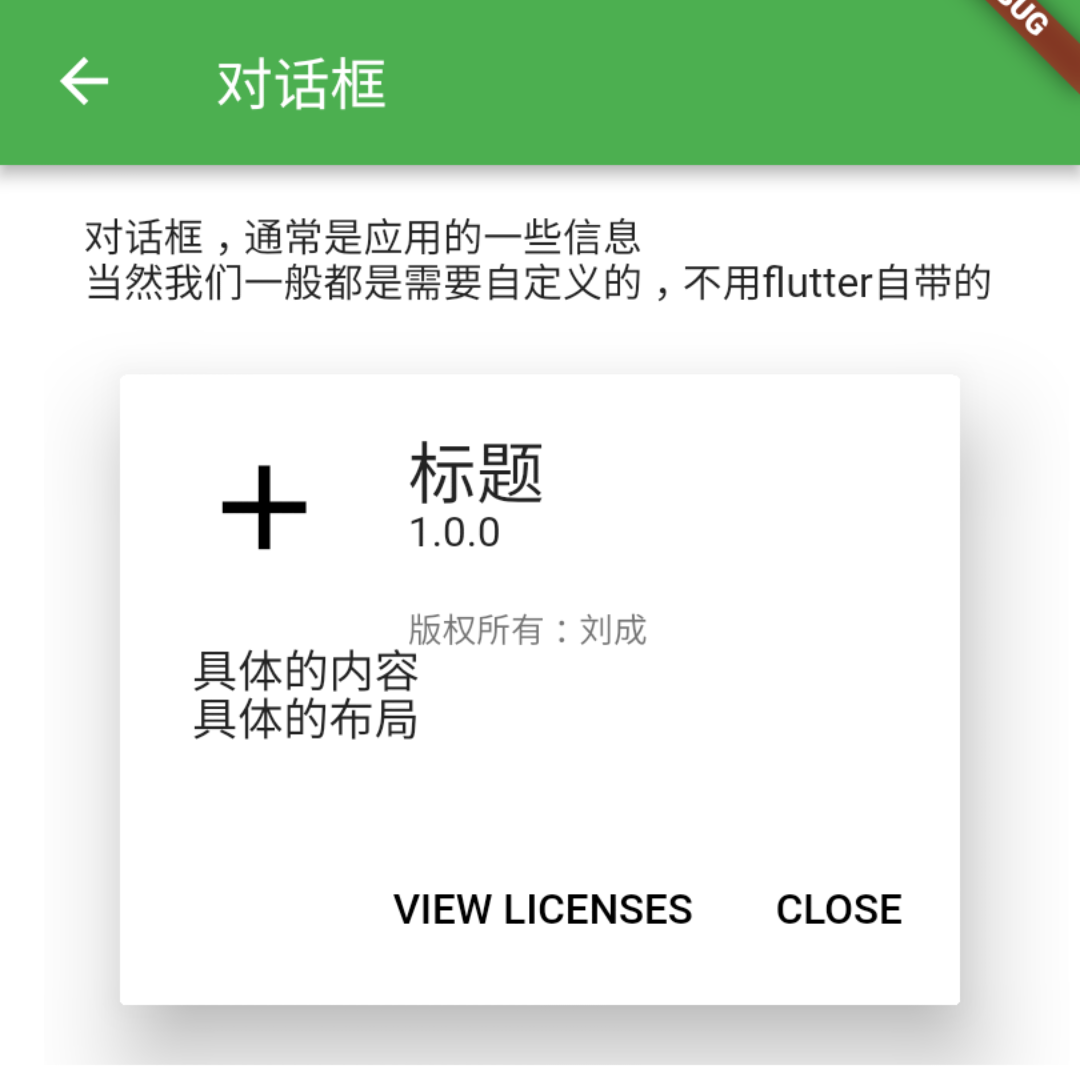 对话框
对话框，通常是应用的一些信息
当然我们一般都是需要自定义的，不用flutter自带的
标题
1.0.0
版权所有：刘成
具体的内容
具体的布局
VIEW LICENSES
CLOSE